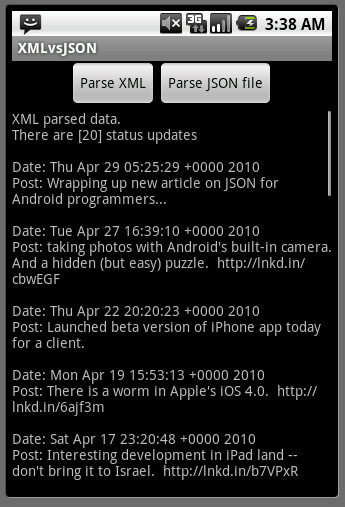 3G
3:38 AM
XMLvsJSON
Parse XML
Parse JSON file
XML parsed data.
There are [20] status updates
Date: Thu Apr 29 05:25:29 +0000 2010
Post: Wrapping up new article on JSON for
Android programmers...
Date: Tue Apr 27 16:39:10 +0000 2010
Post: taking photos with Android's built-in camera.
And a hidden (but easy) puzzle.  http://lnkd.in/
cbwEGF
Date: Thu Apr 22 20:20:23 +0000 2010
Post: Launched beta version of iPhone app today
for a client.
Date: Mon Apr 19 15:53:13 +0000 2010
Post: There is a worm in Apple's iOS 4.0.  http://
lnkd.in/6ajf3m
Date: Sat Apr 17 23:20:48 +0000 2010
Post: Interesting development in iPad land --
don't bring it to Israel.  http://lnkd.in/b7VPxR